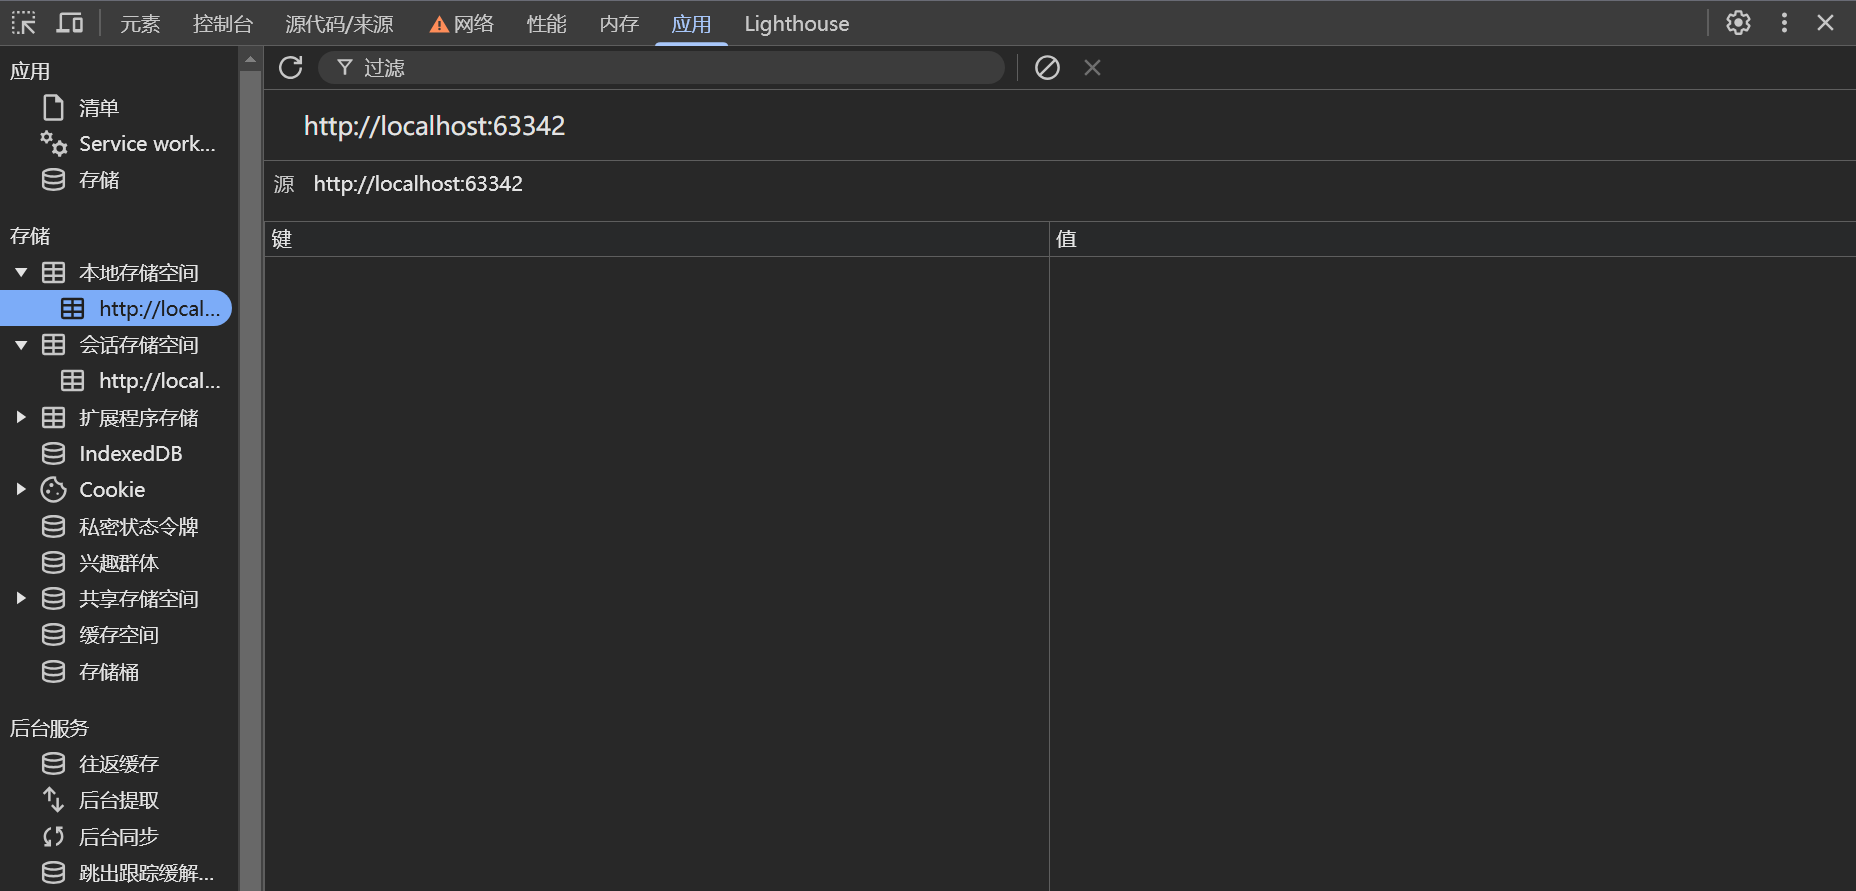 元素 控制台 源代码/来源 网络 性能 内存 应用 Lighthouse
应用
清单
Service work...
存储
存储
本地存储空间
http://local...
会话存储空间
http://local...
扩展程序存储
IndexedDB
Cookie
私密状态令牌
兴趣群体
共享存储空间
缓存空间
存储桶
后台服务
往返缓存
后台提取
后台同步
跳出跟踪缓解...
过滤
http://localhost:63342
源 http://localhost:63342
键 值